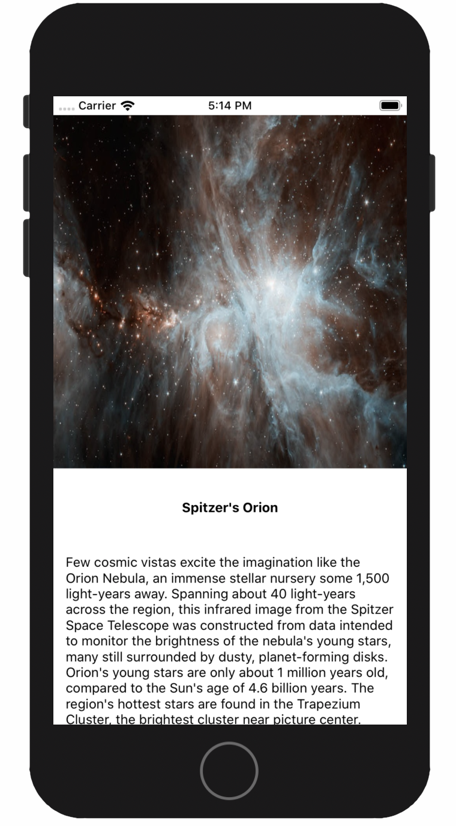 Carrier 5:14 PM
Spitzer's Orion
Few cosmic vistas excite the imagination like the
Orion Nebula, an immense stellar nursery some 1,500
light-years away. Spanning about 40 light-years
across the region, this infrared image from the Spitzer
Space Telescope was constructed from data intended
to monitor the brightness of the nebula's young stars,
many still surrounded by dusty, planet-forming disks.
Orion's young stars are only about 1 million years old,
compared to the Sun's age of 4.6 billion years. The
region's hottest stars are found in the Trapezium
Cluster, the brightest cluster near picture center.